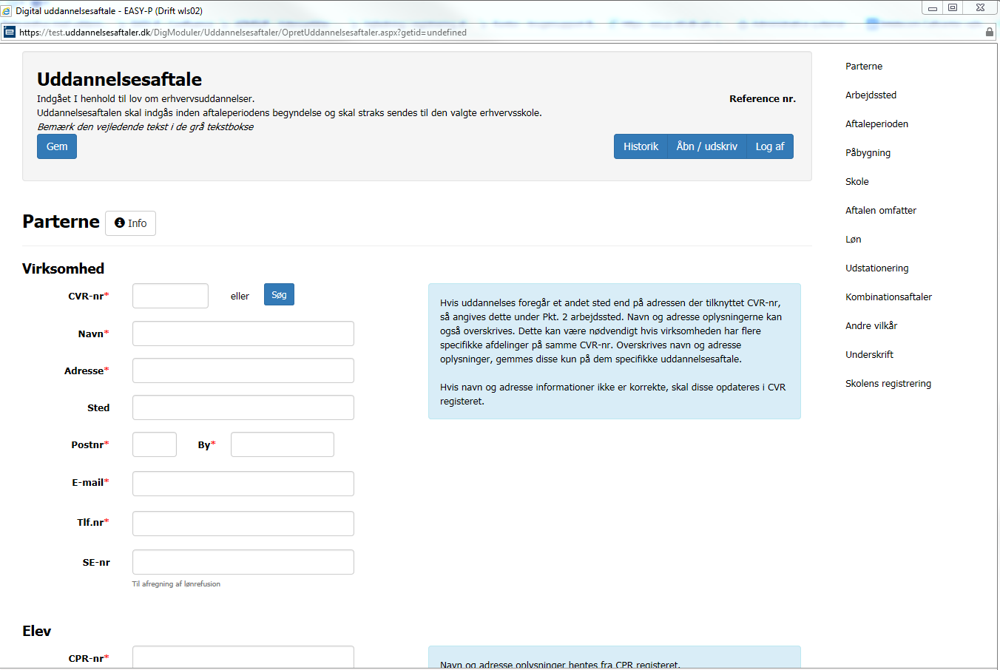 Digital uddannelsesaftale - EASY-P (Drift wls02)
https://test.uddannelsesaftaler.dk/DigModuler/Uddannelsesaftaler/OpretUddannelsesaftaler.aspx?getid=undefined
Uddannelsesaftale
Indgået I henhold til lov om erhvervsuddannelser.
Reference nr.
Uddannelsesaftalen skal indgås inden aftaleperiodens begyndelse og skal straks sendes til den valgte erhvervsskole.
Bemærk den vejledende tekst i de grå tekstbokse
Gem
Historik
Åbn / udskriv
Log af
Parterne
Info
Virksomhed
CVR-nr*
eller
Søg
Navn*
Adresse*
Sted
Postnr*
By*
E-mail*
Tlf.nr*
SE-nr
Til afregning af lønrefusion
Hvis uddannelses foregår et andet sted end på adressen der tilknyttet CVR-nr,
så angives dette under Pkt. 2 arbejdssted. Navn og adresse oplysningerne kan
også overskrives. Dette kan være nødvendigt hvis virksomheden har flere
specifikke afdelinger på samme CVR-nr. Overskrives navn og adresse
oplysninger, gemmes disse kun på dem specifikke uddannelsesaftale.
Hvis navn og adresse informationer ikke er korrekte, skal disse opdateres i CVR
registeret.
Elev
CPR-nr*
Navn og adresse oplysninger hentes fra CPR registeret.
Parterne
Arbejdssted
Aftaleperioden
Påbygning
Skole
Aftalen omfatter
Løn
Udstationering
Kombinationsaftaler
Andre vilkår
Underskrift
Skolens registrering